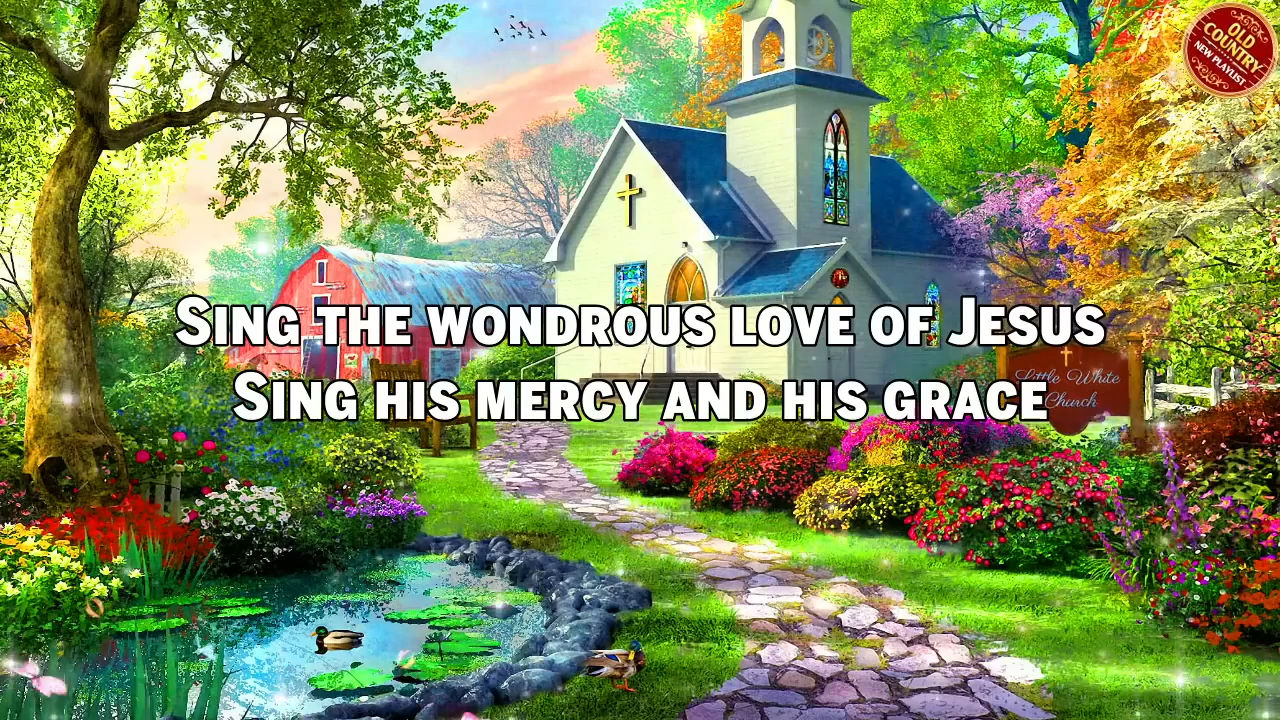 OLD
COUNTRY
NEW PLAYLIST
Sing the wondrous love of Jesus
Sing his mercy and his grace
Little White
Church